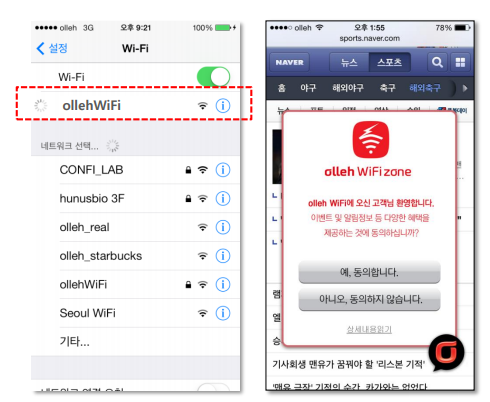 olleh 3G 오후 9:21 100%
설정 Wi-Fi
Wi-Fi
ollehWiFi
네트워크 선택...
CONFI_LAB
hunusbio 3F
olleh_real
olleh_starbucks
ollehWiFi
Seoul WiFi
기타...
olleh 오후 1:55 78%
sports.naver.com
NAVER 뉴스 스포츠
홈 야구 해외야구 축구 해외축구
olleh WiFi zone
olleh WiFi에 오신 고객님 환영합니다.
이벤트 및 알림정보 등 다양한 혜택을
제공하는 것에 동의하십니까?
예, 동의합니다.
아니오, 동의하지 않습니다.
상세내용읽기
기사회생 맨유가 꿈꿔야 할 '리스본 기적'